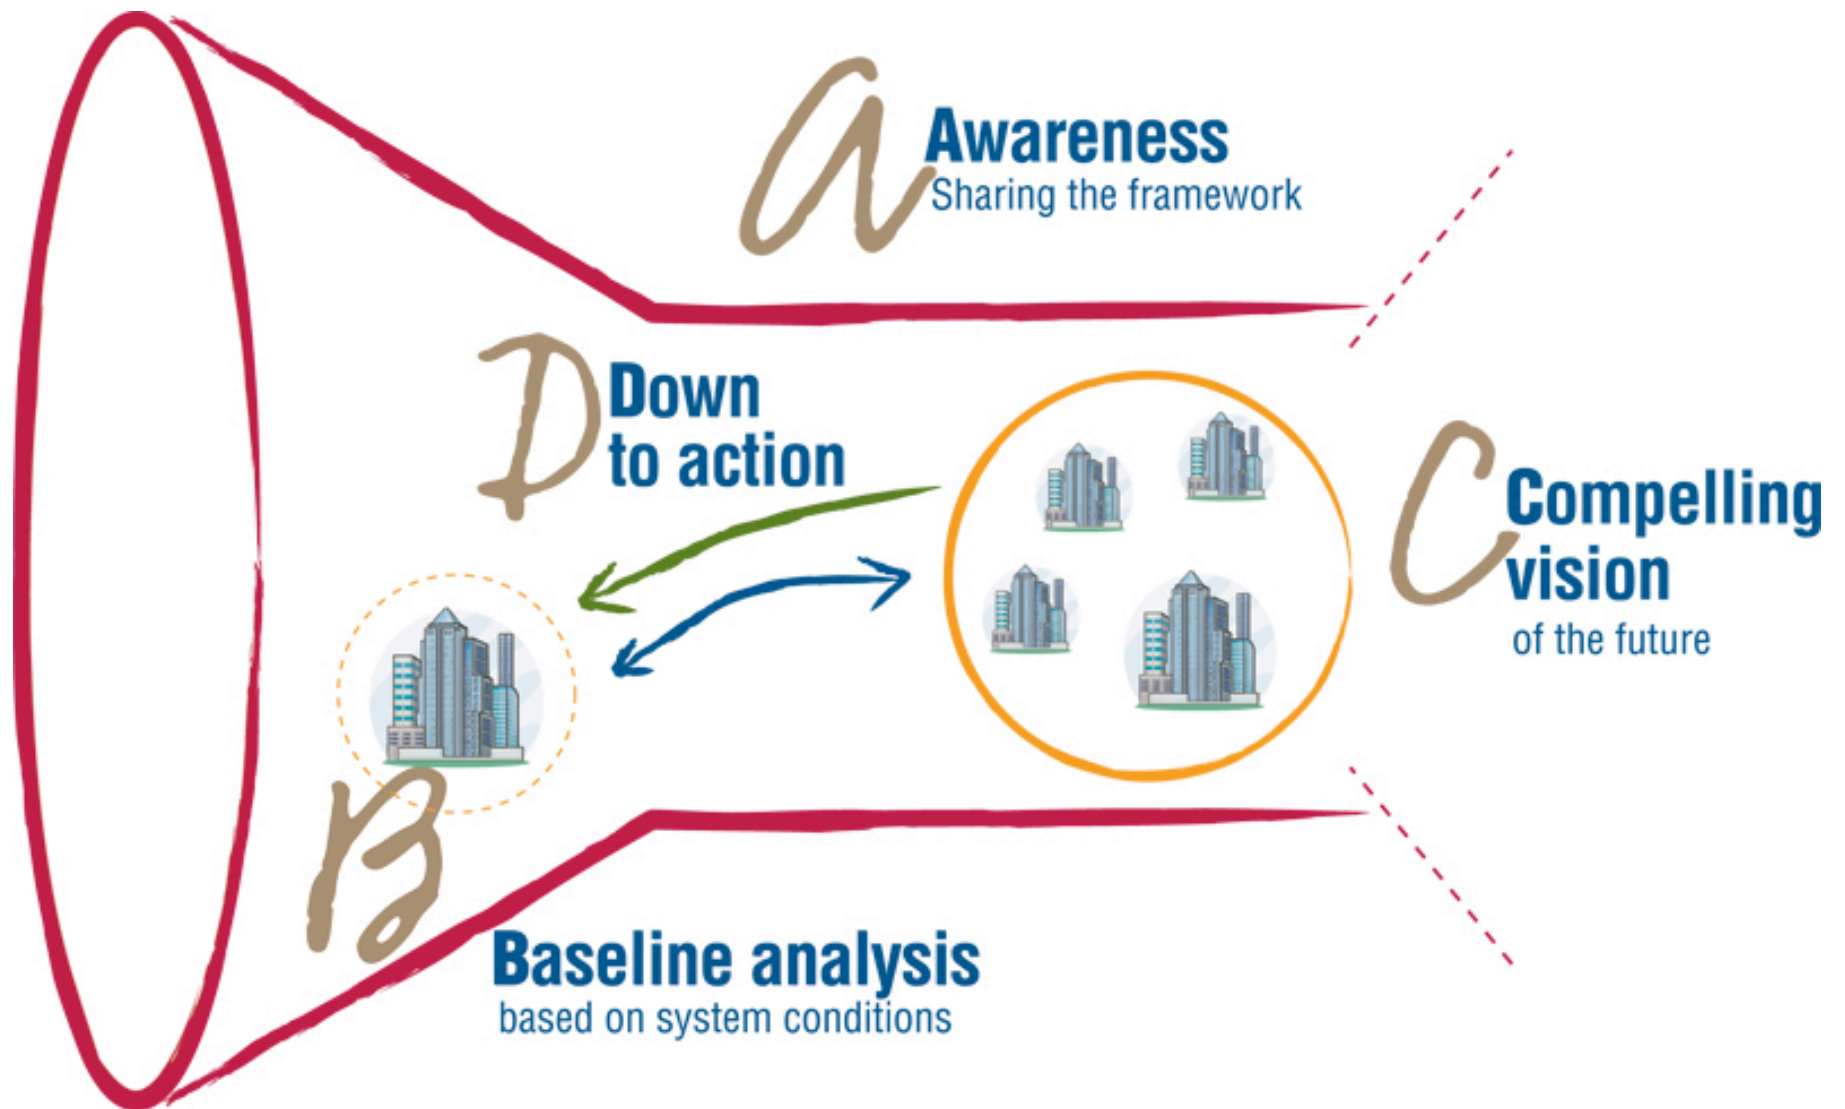 A
Awareness
Sharing the framework
D
Down
to action
C
Compelling
vision
of the future
B
Baseline analysis
based on system conditions